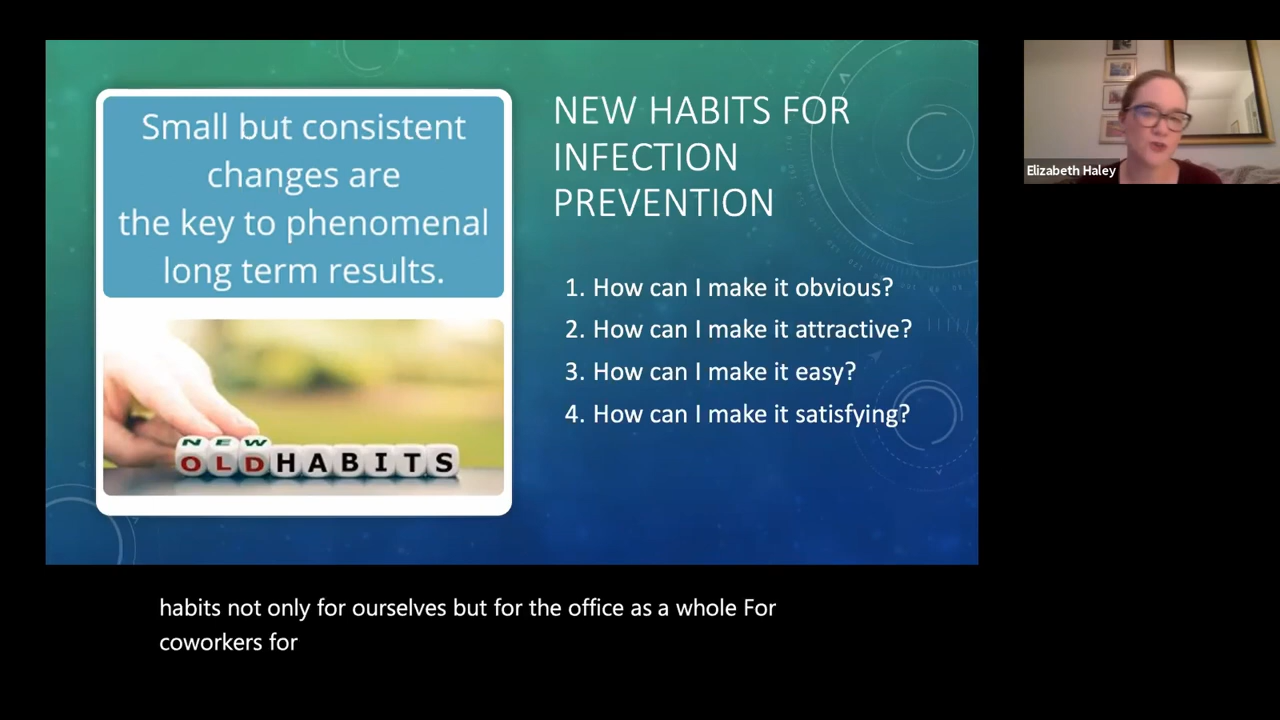 Small but consistent
changes are
the key to phenomenal
long term results.
NEW
OLDHABITS
NEW HABITS FOR
INFECTION
PREVENTION
1. How can I make it obvious?
2. How can I make it attractive?
3. How can I make it easy?
4. How can I make it satisfying?
Elizabeth Haley
habits not only for ourselves but for the office as a whole For
coworkers for